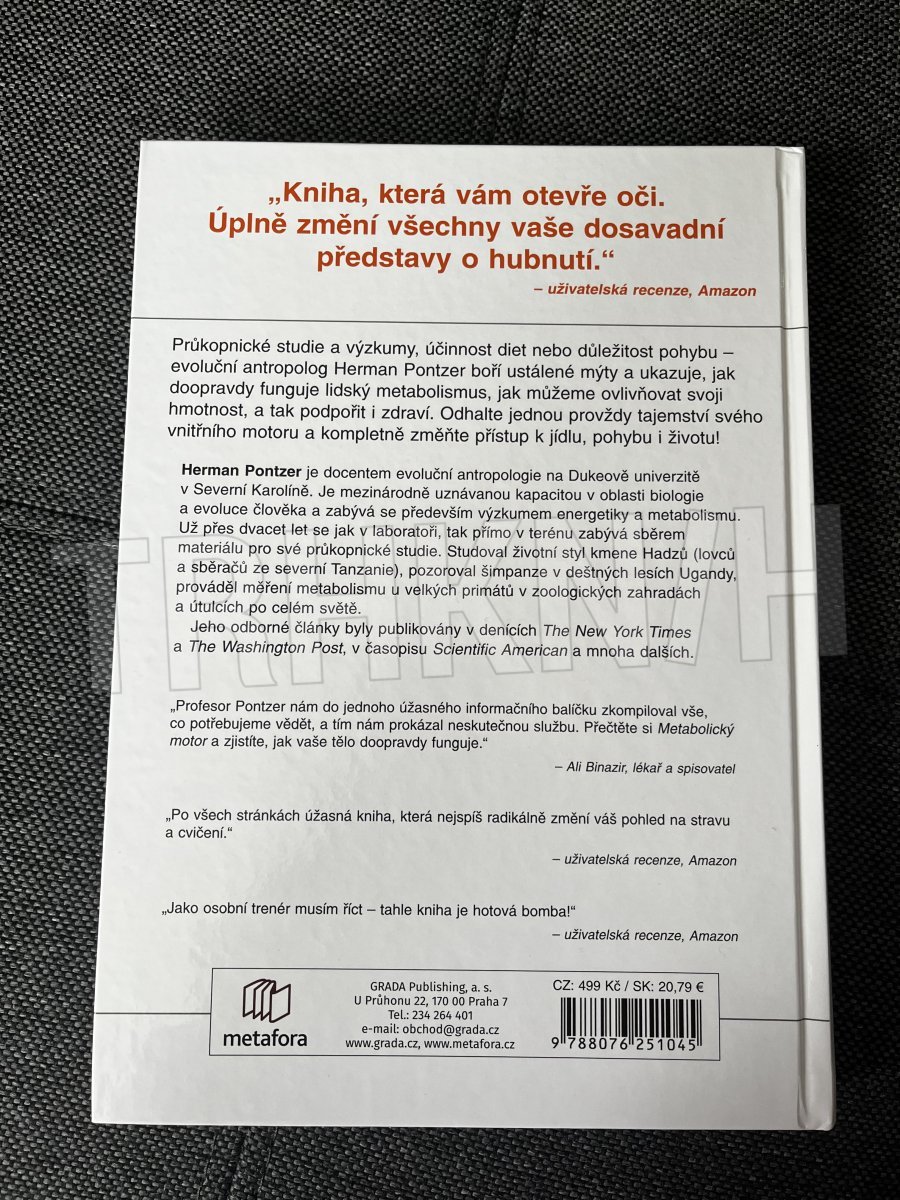 „Kniha, která vám otevře oči.
Úplně změní všechny vaše dosavadní
představy o hubnutí.“
– uživatelská recenze, Amazon
Průkopnické studie a výzkumy, účinnost diet nebo důležitost pohybu –
evoluční antropolog Herman Pontzer boří ustálené mýty a ukazuje, jak
doopravdy funguje lidský metabolismus, jak můžeme ovlivňovat svoji
hmotnost, a tak podpořit i zdraví. Odhalte jednou provždy tajemství svého
vnitřního motoru a kompletně změňte přístup k jídlu, pohybu i životu!
Herman Pontzer je docentem evoluční antropologie na Dukeově univerzitě
v Severní Karolíně. Je mezinárodně uznávanou kapacitou v oblasti biologie
a evoluce člověka a zabývá se především výzkumem energetiky a metabolismu.
Už přes dvacet let se jak v laboratoři, tak přímo v terénu zabývá sběrem
materiálu pro své průkopnické studie. Studoval životní styl kmene Hadzů (lovců
a sběračů ze severní Tanzanie), pozoroval šimpanze v deštných lesích Ugandy,
prováděl měření metabolismu u velkých primátů v zoologických zahradách
a útulcích po celém světě.
Jeho odborné články byly publikovány v denících The New York Times
a The Washington Post, v časopisu Scientific American a mnoha dalších.
TRHKNIH
„Profesor Pontzer nám do jednoho úžasného informačního balíčku zkompiloval vše,
co potřebujeme vědět, a tím nám prokázal neskutečnou službu. Přečtěte si Metabolický
motor a zjistíte, jak vaše tělo doopravdy funguje.“
– Ali Binazir, lékař a spisovatel
„Po všech stránkách úžasná kniha, která nejspíš radikálně změní váš pohled na stravu
a cvičení.“
– uživatelská recenze, Amazon
„Jako osobní trenér musím říct – tahle kniha je hotová bomba!“
– uživatelská recenze, Amazon
metafora
GRADA Publishing, a. s.
U Průhonu 22, 170 00 Praha 7
Tel.: 234 264 401
e-mail: obchod@grada.cz
www.grada.cz, www.metafora.cz
CZ: 499 Kč / SK: 20,79 €
9 788076 251045